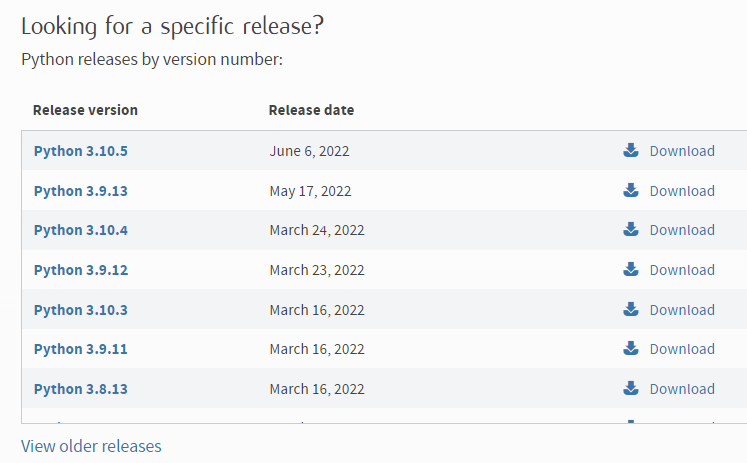 Looking for a specific release?
Python releases by version number:
Release version Release date
Python 3.10.5 June 6, 2022 Download
Python 3.9.13 May 17, 2022 Download
Python 3.10.4 March 24, 2022 Download
Python 3.9.12 March 23, 2022 Download
Python 3.10.3 March 16, 2022 Download
Python 3.9.11 March 16, 2022 Download
Python 3.8.13 March 16, 2022 Download
View older releases